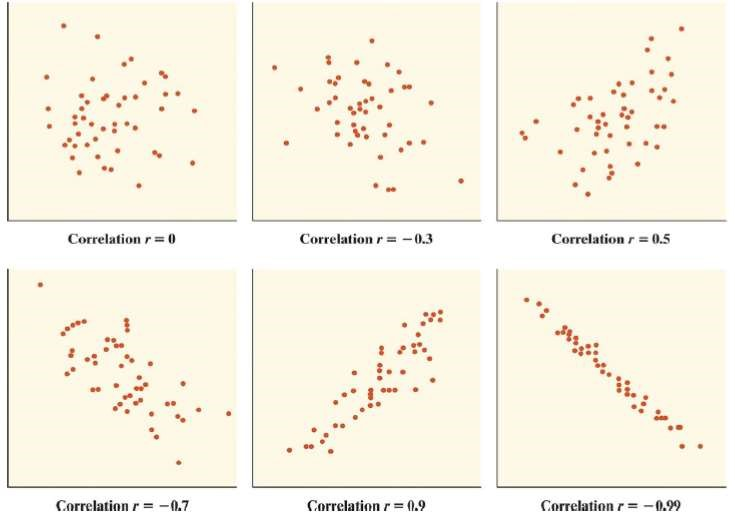 Correlation r = 0
Correlation r = −0.3
Correlation r = 0.5
Correlation r = −0.7
Correlation r = 0.9
Correlation r = −0.99